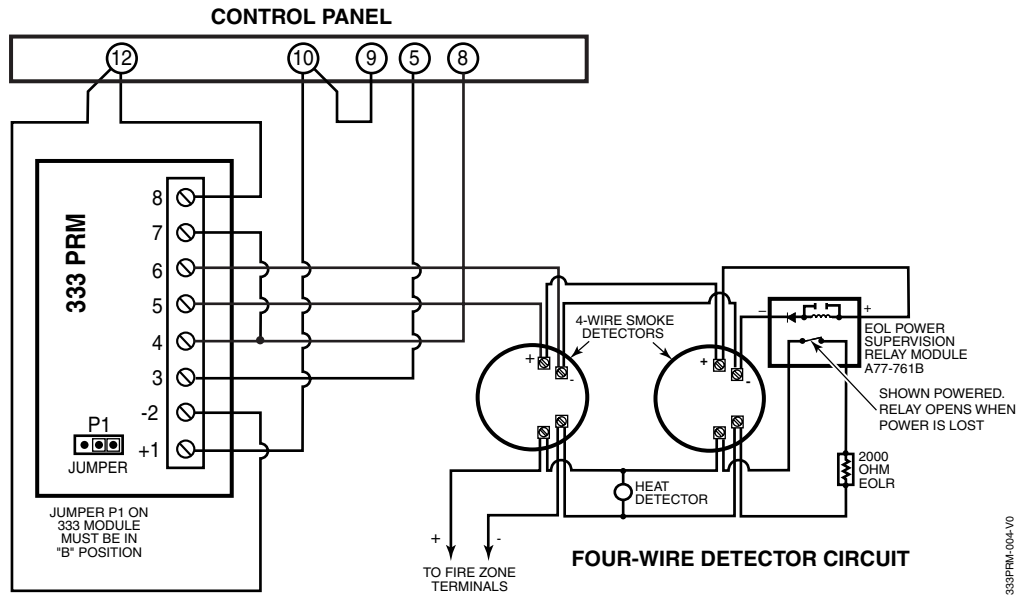 CONTROL PANEL
12
10
9
5
8
333 PRM
8
7
6
5
4
3
-2
+1
P1
JUMPER
JUMPER P1 ON
333 MODULE
MUST BE IN
"B" POSITION
4-WIRE SMOKE
DETECTORS
+
-
+
-
–
+
EOL POWER
SUPERVISION
RELAY MODULE
A77-761B
SHOWN POWERED.
RELAY OPENS WHEN
POWER IS LOST
2000
OHM
EOLR
HEAT
DETECTOR
+
-
TO FIRE ZONE
TERMINALS
FOUR-WIRE DETECTOR CIRCUIT
333PRM-004-V0